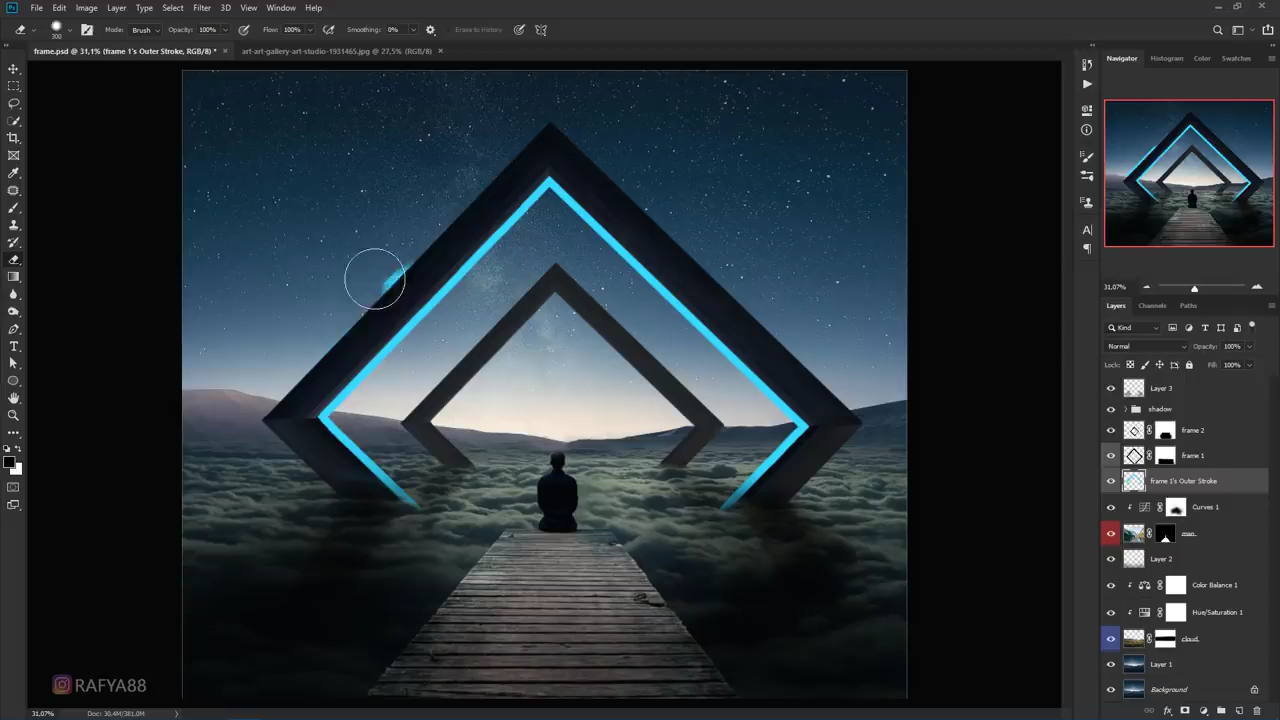 Ps File Edit Image Layer Type Select Filter 3D View Window Help
300 Mode: Brush Opacity: 100% Flow: 100% Smoothing: 0% Erase to History
frame.psd @ 31,1% (frame 1's Outer Stroke, RGB/8) * × art-art-gallery-art-studio-1931465.jpg @ 27,5% (RGB/8) ×
Navigator Histogram Color Swatches
31,07%
Layers Channels Paths
Kind
Normal Opacity: 100%
Lock: Fill: 100%
Layer 3
shadow
frame 2
frame 1
frame 1's Outer Stroke
Curves 1
man
Layer 2
Color Balance 1
Hue/Saturation 1
cloud
Layer 1
Background
RAFYA88
31,07% Doc: 30,4M/381,0M